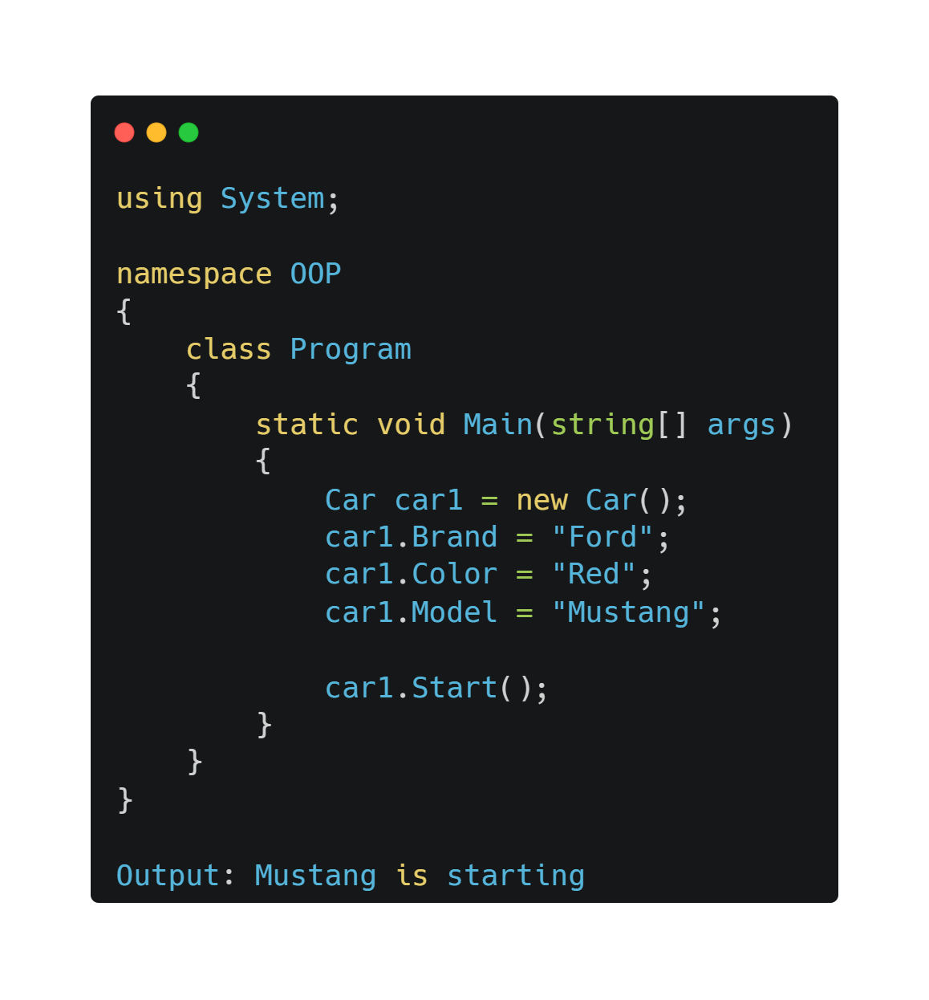 using System;

namespace OOP
{
    class Program
    {
        static void Main(string[] args)
        {
            Car car1 = new Car();
            car1.Brand = "Ford";
            car1.Color = "Red";
            car1.Model = "Mustang";

            car1.Start();
        }
    }
}

Output: Mustang is starting